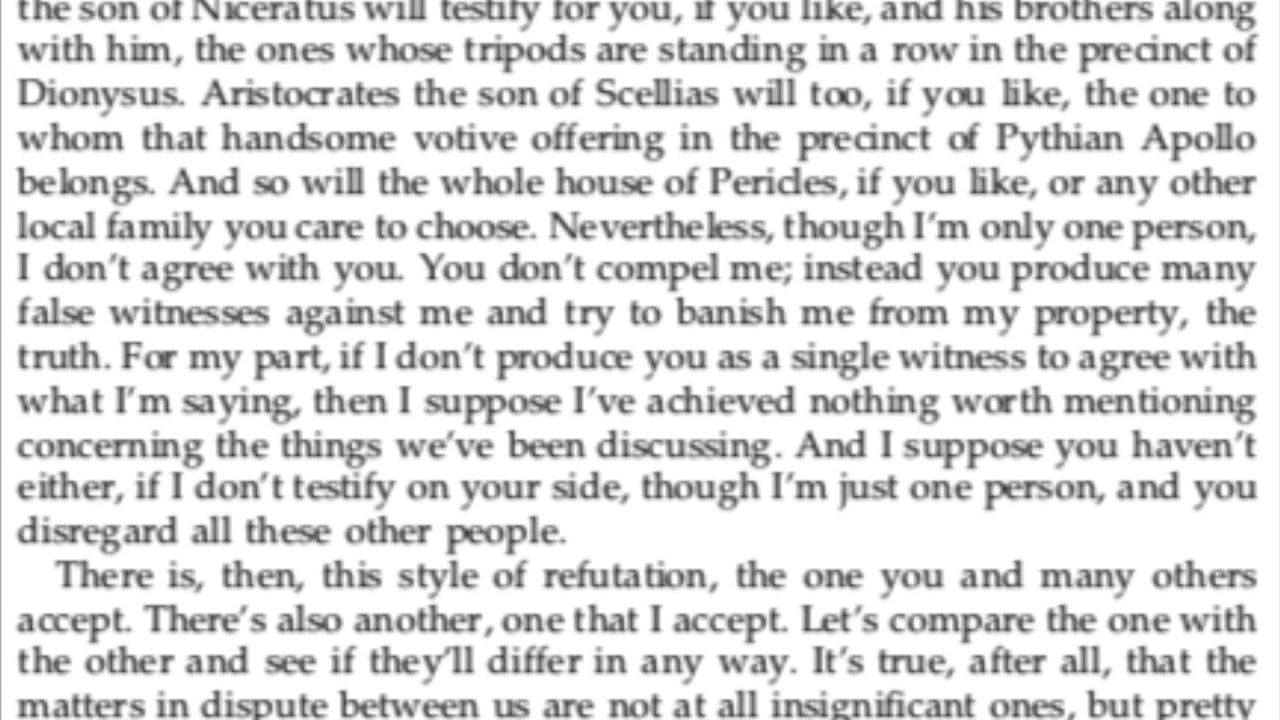 the son of Niceratus will testify for you, if you like, and his brothers along
with him, the ones whose tripods are standing in a row in the precinct of
Dionysus. Aristocrates the son of Scellias will too, if you like, the one to
whom that handsome votive offering in the precinct of Pythian Apollo
belongs. And so will the whole house of Pericles, if you like, or any other
local family you care to choose. Nevertheless, though I'm only one person,
I don't agree with you. You don't compel me; instead you produce many
false witnesses against me and try to banish me from my property, the
truth. For my part, if I don't produce you as a single witness to agree with
what I'm saying, then I suppose I've achieved nothing worth mentioning
concerning the things we've been discussing. And I suppose you haven't
either, if I don't testify on your side, though I'm just one person, and you
disregard all these other people.
There is, then, this style of refutation, the one you and many others
accept. There's also another, one that I accept. Let's compare the one with
the other and see if they'll differ in any way. It's true, after all, that the
matters in dispute between us are not at all insignificant ones, but pretty